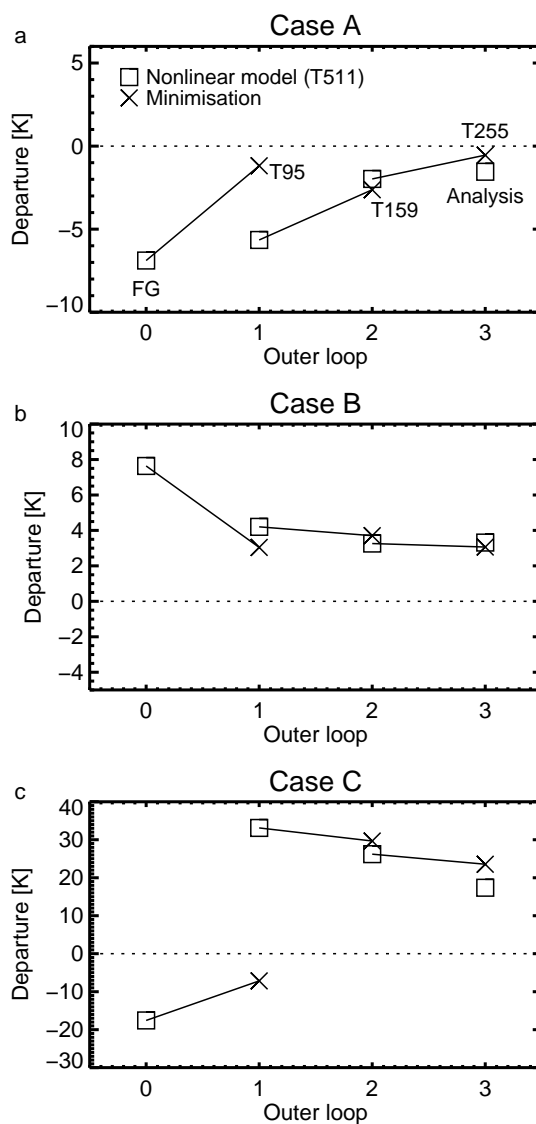 a
Case A
Nonlinear model (T511)
Minimisation
5
0
−5
−10
Departure [K]
FG
T95
T159
T255
Analysis
0 1 2 3
Outer loop
b
Case B
10
8
6
4
2
0
−2
−4
Departure [K]
0 1 2 3
Outer loop
c
Case C
40
30
20
10
0
−10
−20
−30
Departure [K]
0 1 2 3
Outer loop